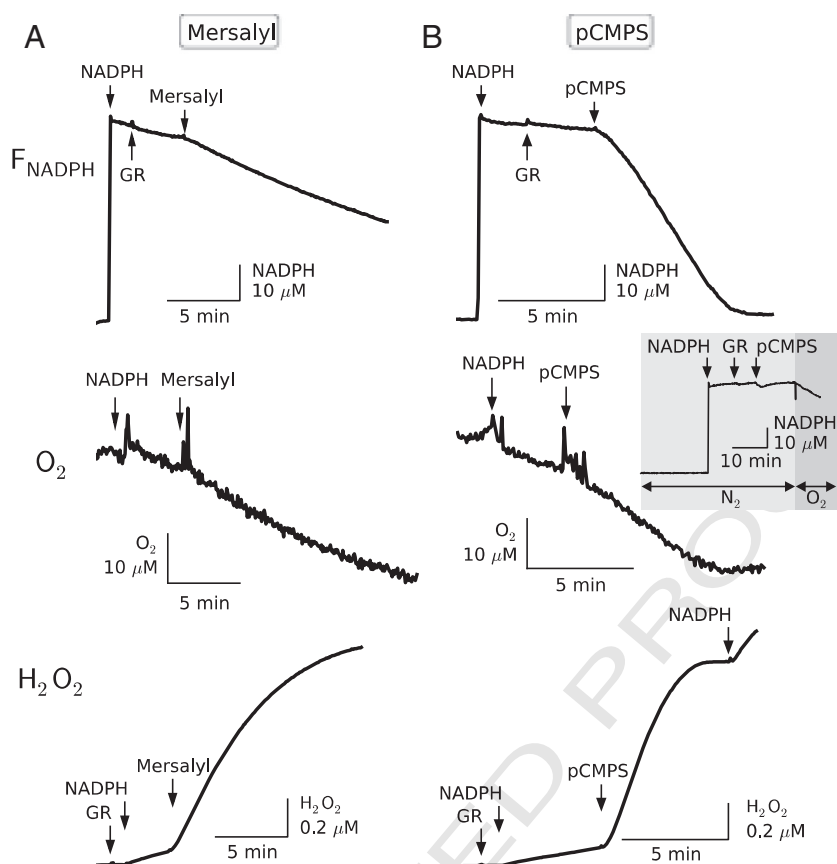 A
Mersalyl
NADPH
Mersalyl
GR
F_NADPH
NADPH
10 μM
5 min
NADPH
Mersalyl
O₂
O₂
10 μM
5 min
H₂O₂
Mersalyl
NADPH
GR
H₂O₂
0.2 μM
5 min
B
pCMPS
NADPH
pCMPS
GR
NADPH
10 μM
5 min
NADPH
pCMPS
O₂
10 μM
5 min
NADPH GR pCMPS
NADPH
10 μM
10 min
N₂ O₂
NADPH
pCMPS
NADPH
GR
H₂O₂
0.2 μM
5 min
ED PRO